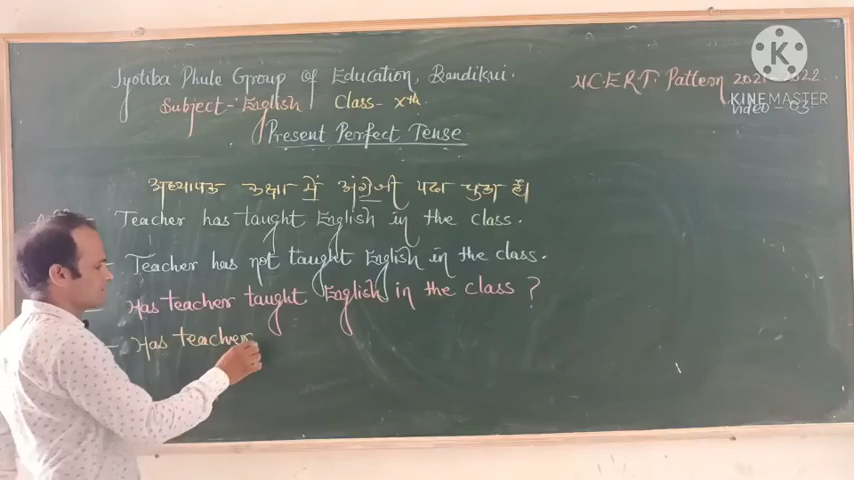 Jyotiba Phule Group of Education, Bandikui.
N.C.E.R.T. Pattern 2021-2022
Subject:- English | Class- Xth
KINEMASTER
Video - 03
Present Perfect Tense
अध्यापक कक्षा में अंग्रेजी पढा चुका है।
Teacher has taught English in the class.
- Teacher has not taught English in the class.
Has teacher taught English in the class ?
- Has teacher